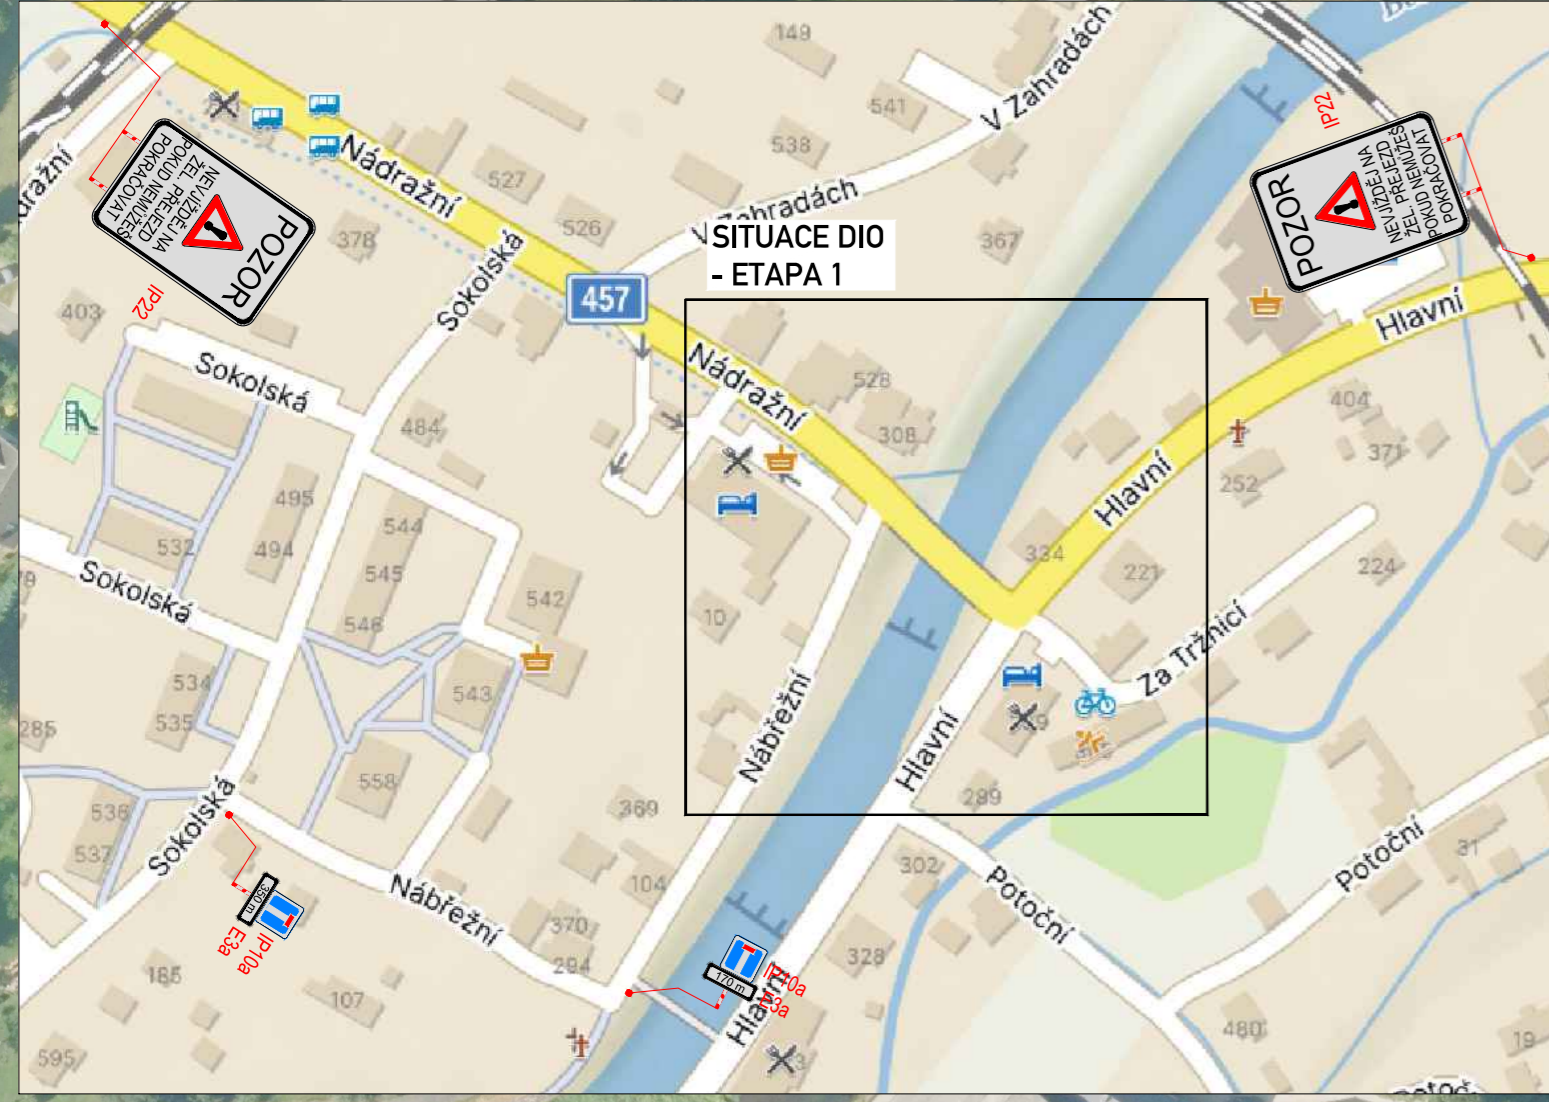 149
V Zahradách
541
538
Nádražní
527
526
378
V Zahradách
SITUACE DIO
- ETAPA 1
367
IP22
POZOR
NEVJÍŽDĚJ NA
ŽEL. PŘEJEZD
POKUD NEMŮŽEŠ
POKRAČOVAT
IP22
POZOR
NEVJÍŽDĚJ NA
ŽEL. PŘEJEZD
POKUD NEMŮŽEŠ
POKRAČOVAT
403
Sokolská
457
Hlavní
Sokolská
Nádražní
528
404
484
308
371
495
252
Hlavní
544
532
494
334
545
221
224
Sokolská
542
546
10
Za Tržnicí
534
543
535
285
Nábřežní
Hlavní
558
289
536
369
Sokolská
537
31
Potoční
302
104
Potoční
Nábřežní
350 m
E3a
IP10a
370
294
328
170 m
IP10a
E3a
186
107
Hlavní
480
19
595